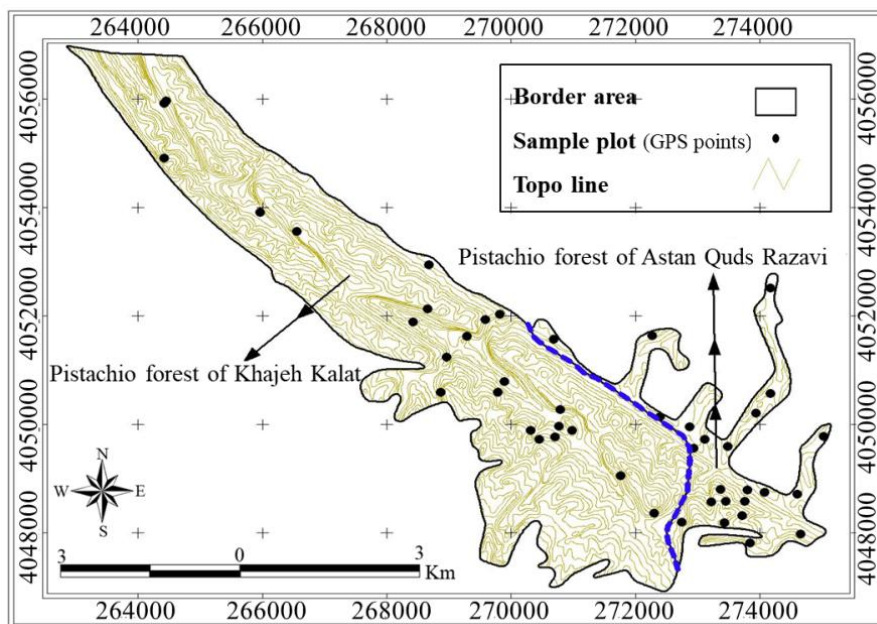 264000 266000 268000 270000 272000 274000
Border area
Sample plot (GPS points)
Topo line
4056000
4054000
4052000
4050000
4048000
4056000
4054000
4052000
4050000
4048000
Pistachio forest of Astan Quds Razavi
Pistachio forest of Khajeh Kalat
N
W E
S
3 0 3
Km
264000 266000 268000 270000 272000 274000